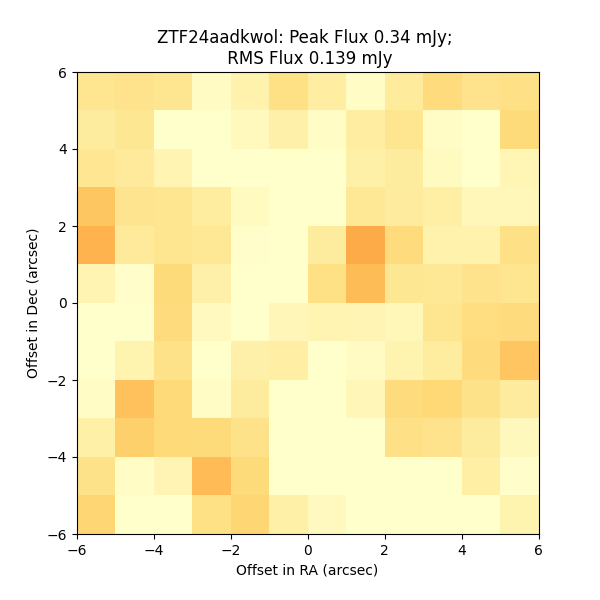 ZTF24aadkwol: Peak Flux 0.34 mJy;
RMS Flux 0.139 mJy
6
4
2
0
−2
−4
−6
Offset in Dec (arcsec)
−6 −4 −2 0 2 4 6
Offset in RA (arcsec)